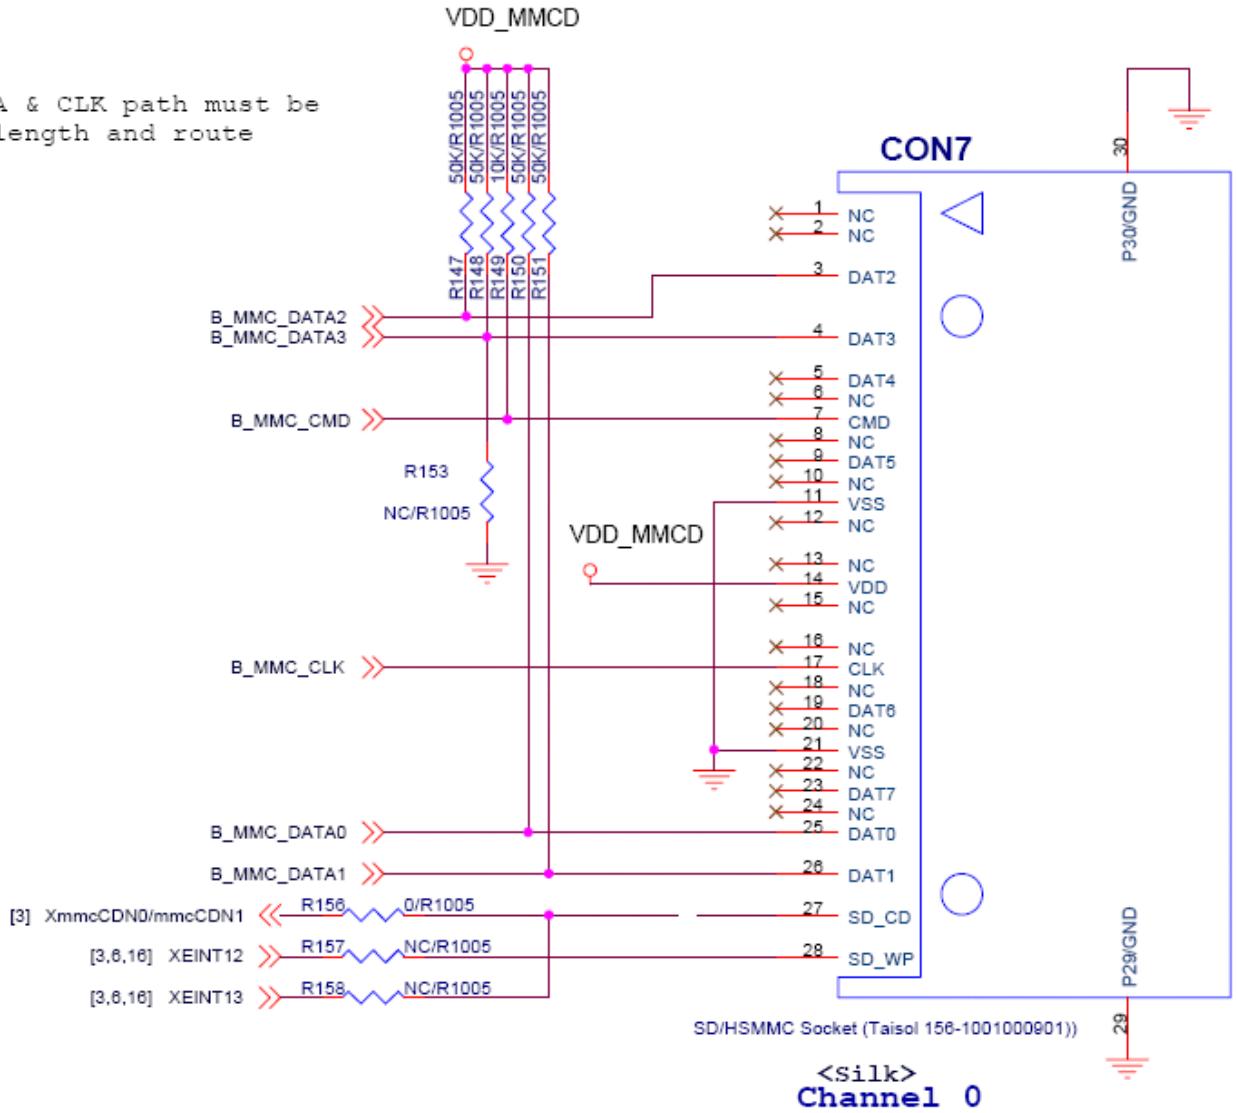 VDD_MMCD
A & CLK path must be
length and route
50K/R1005
50K/R1005
10K/R1005
50K/R1005
50K/R1005
R147
R148
R149
R150
R151
CON7
30
P30/GND
1 NC
2 NC
3 DAT2
B_MMC_DATA2
B_MMC_DATA3
4 DAT3
5 DAT4
6 NC
B_MMC_CMD
7 CMD
8 NC
9 DAT5
R153
10 NC
11 VSS
NC/R1005
12 NC
VDD_MMCD
13 NC
14 VDD
15 NC
16 NC
B_MMC_CLK
17 CLK
18 NC
19 DAT6
20 NC
21 VSS
22 NC
23 DAT7
24 NC
B_MMC_DATA0
25 DAT0
B_MMC_DATA1
26 DAT1
[3] XmmcCDN0/mmcCDN1
R156 0/R1005
27 SD_CD
[3,6,16] XEINT12
R157 NC/R1005
28 SD_WP
[3,6,16] XEINT13
R158 NC/R1005
P29/GND
29
SD/HSMMC Socket (Taisol 156-1001000901))
<Silk>
Channel 0